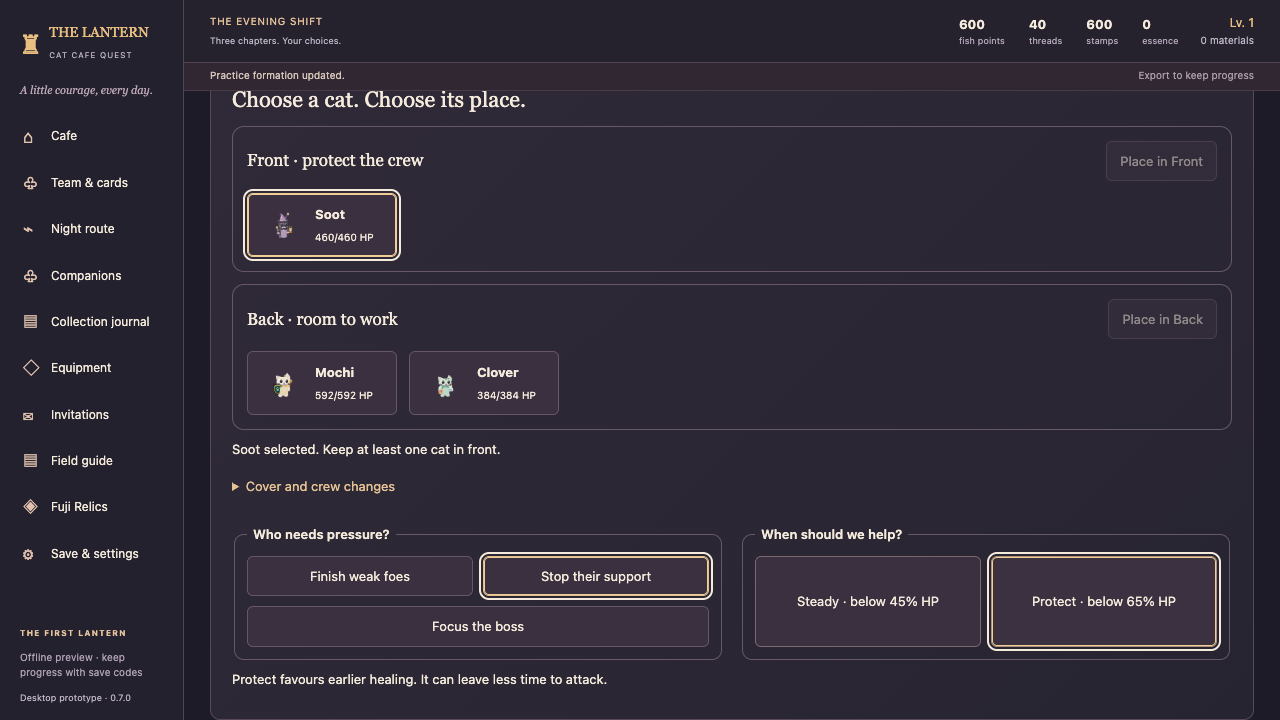 THE LANTERN
CAT CAFE QUEST
A little courage, every day.
Cafe
Team & cards
Night route
Companions
Collection journal
Equipment
Invitations
Field guide
Fuji Relics
Save & settings
THE FIRST LANTERN
Offline preview · keep
progress with save codes
Desktop prototype · 0.7.0
THE EVENING SHIFT
Three chapters. Your choices.
600
fish points
40
threads
600
stamps
0
essence
Lv. 1
0 materials
Practice formation updated.
Export to keep progress
Choose a cat. Choose its place.
Front · protect the crew
Place in Front
Soot
460/460 HP
Back · room to work
Place in Back
Mochi
592/592 HP
Clover
384/384 HP
Soot selected. Keep at least one cat in front.
Cover and crew changes
Who needs pressure?
Finish weak foes
Stop their support
Focus the boss
When should we help?
Steady · below 45% HP
Protect · below 65% HP
Protect favours earlier healing. It can leave less time to attack.